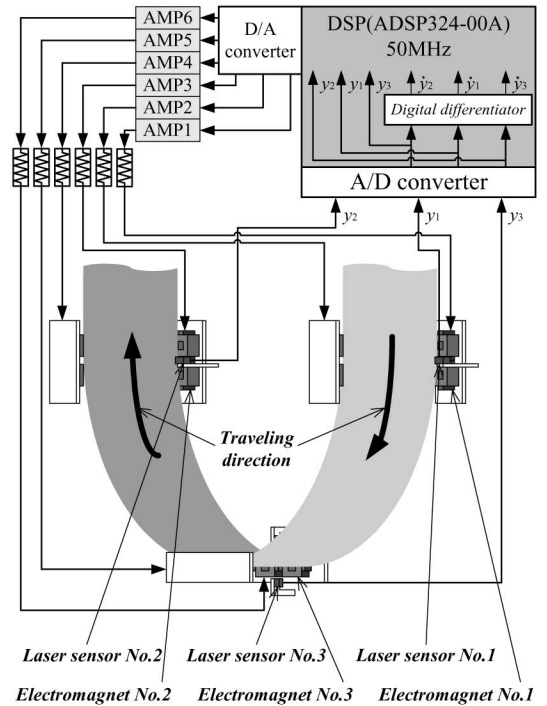 AMP6
AMP5
AMP4
AMP3
AMP2
AMP1
D/A
converter
DSP(ADSP324-00A)
50MHz
y2 y1 y3 ẏ2 ẏ1 ẏ3
Digital differentiator
A/D converter
y2 y1 y3
Traveling
direction
Laser sensor No.2 Laser sensor No.3 Laser sensor No.1
Electromagnet No.2 Electromagnet No.3 Electromagnet No.1